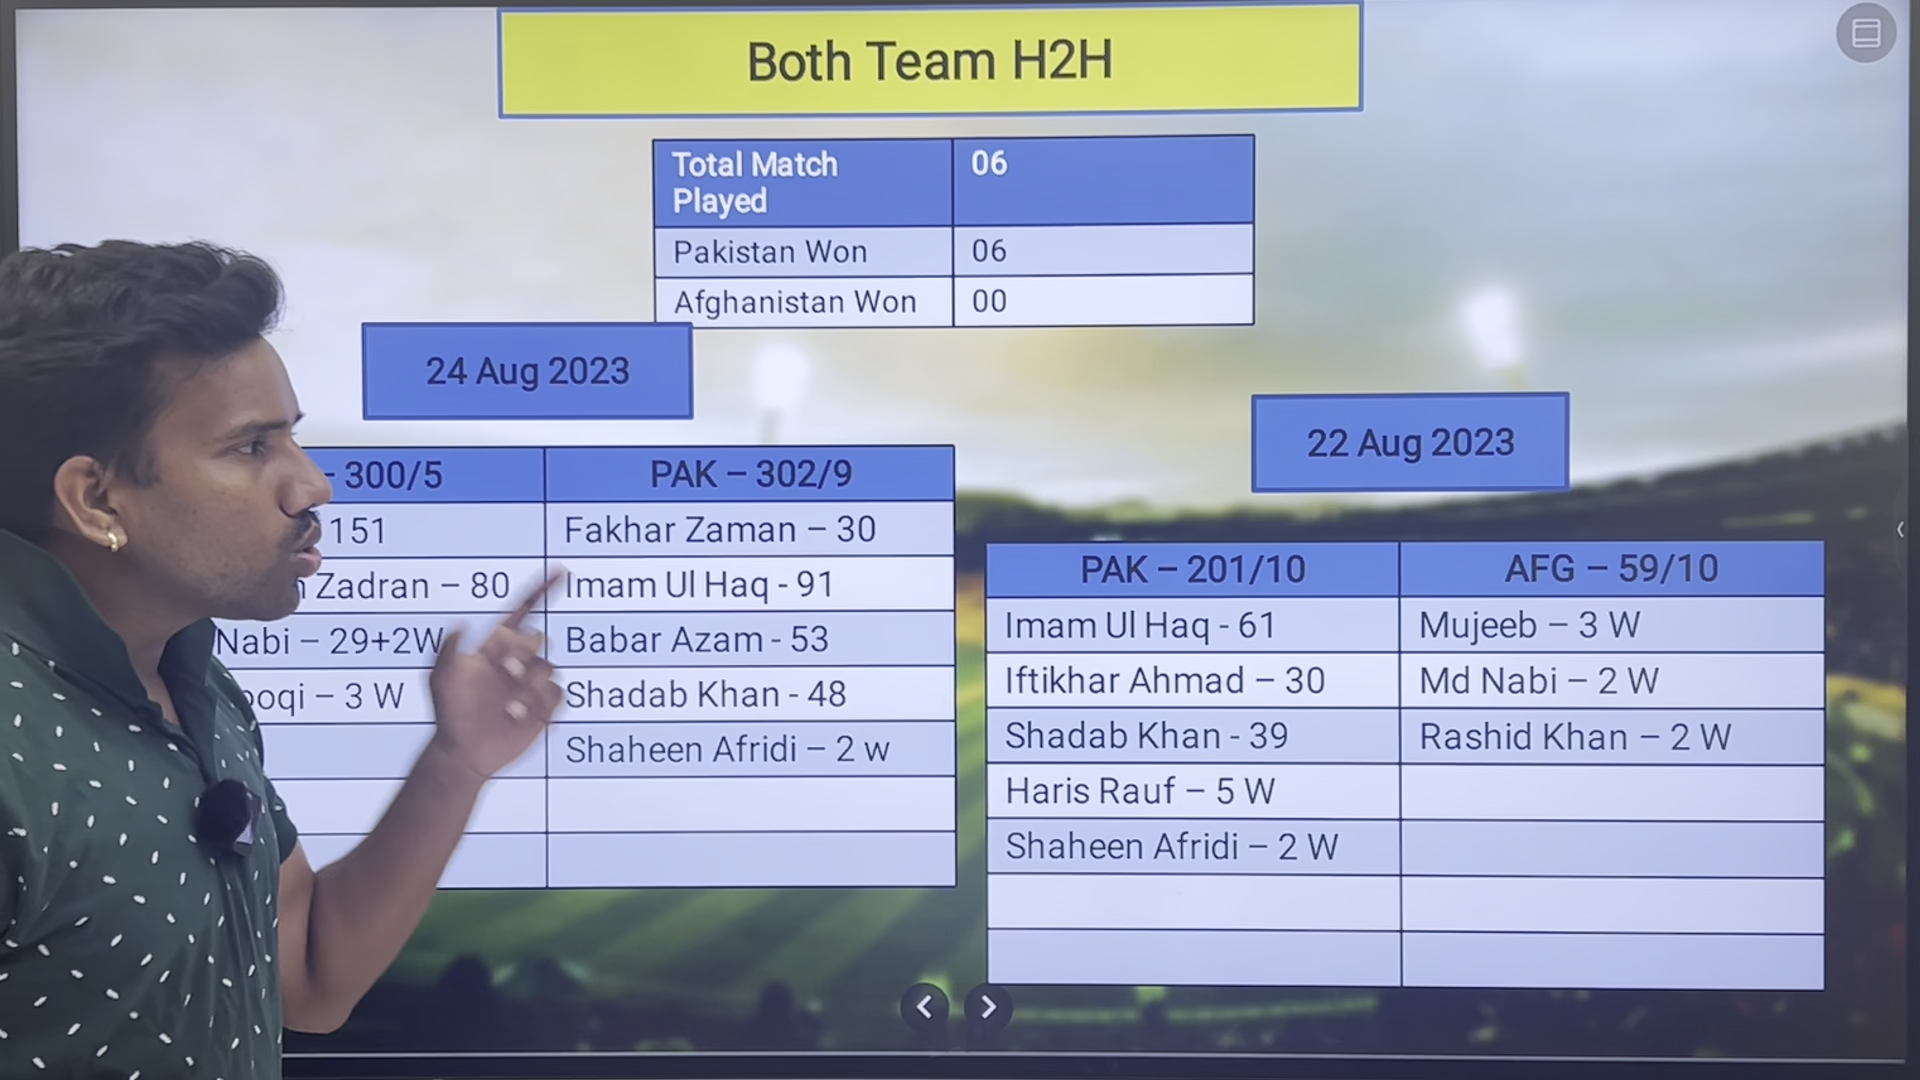 Both Team H2H
Total Match
Played
06
Pakistan Won
06
Afghanistan Won
00
24 Aug 2023
22 Aug 2023
– 300/5
PAK – 302/9
151
Fakhar Zaman – 30
Zadran – 80
Imam Ul Haq - 91
Nabi – 29+2W
Babar Azam - 53
– 3 W
Shadab Khan - 48
Shaheen Afridi – 2 w
PAK – 201/10
AFG – 59/10
Imam Ul Haq - 61
Mujeeb – 3 W
Iftikhar Ahmad – 30
Md Nabi – 2 W
Shadab Khan - 39
Rashid Khan – 2 W
Haris Rauf – 5 W
Shaheen Afridi – 2 W